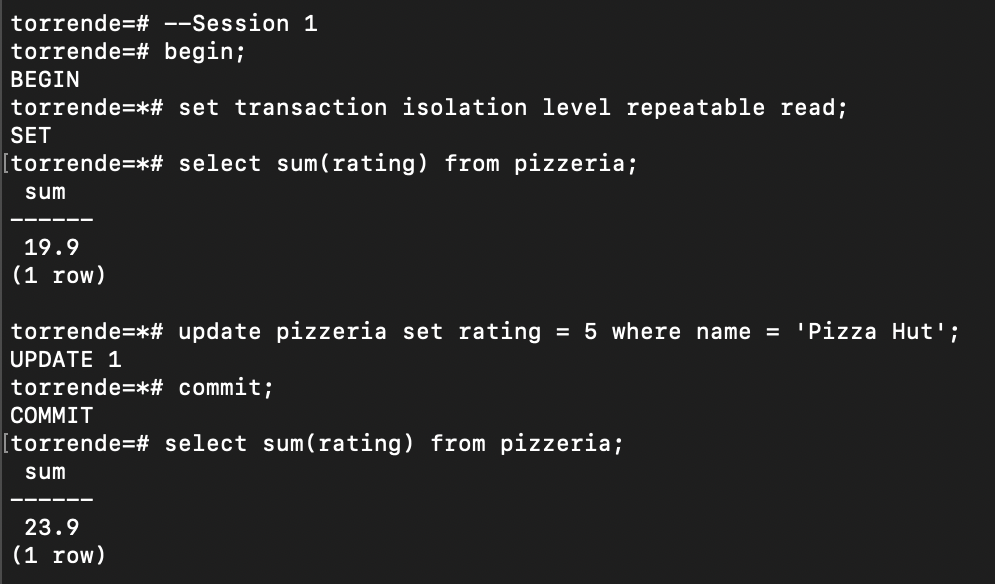 torrende=# --Session 1
torrende=# begin;
BEGIN
torrende=*# set transaction isolation level repeatable read;
SET
[torrende=*# select sum(rating) from pizzeria;
 sum
------
 19.9
(1 row)

torrende=*# update pizzeria set rating = 5 where name = 'Pizza Hut';
UPDATE 1
torrende=*# commit;
COMMIT
[torrende=# select sum(rating) from pizzeria;
 sum
------
 23.9
(1 row)